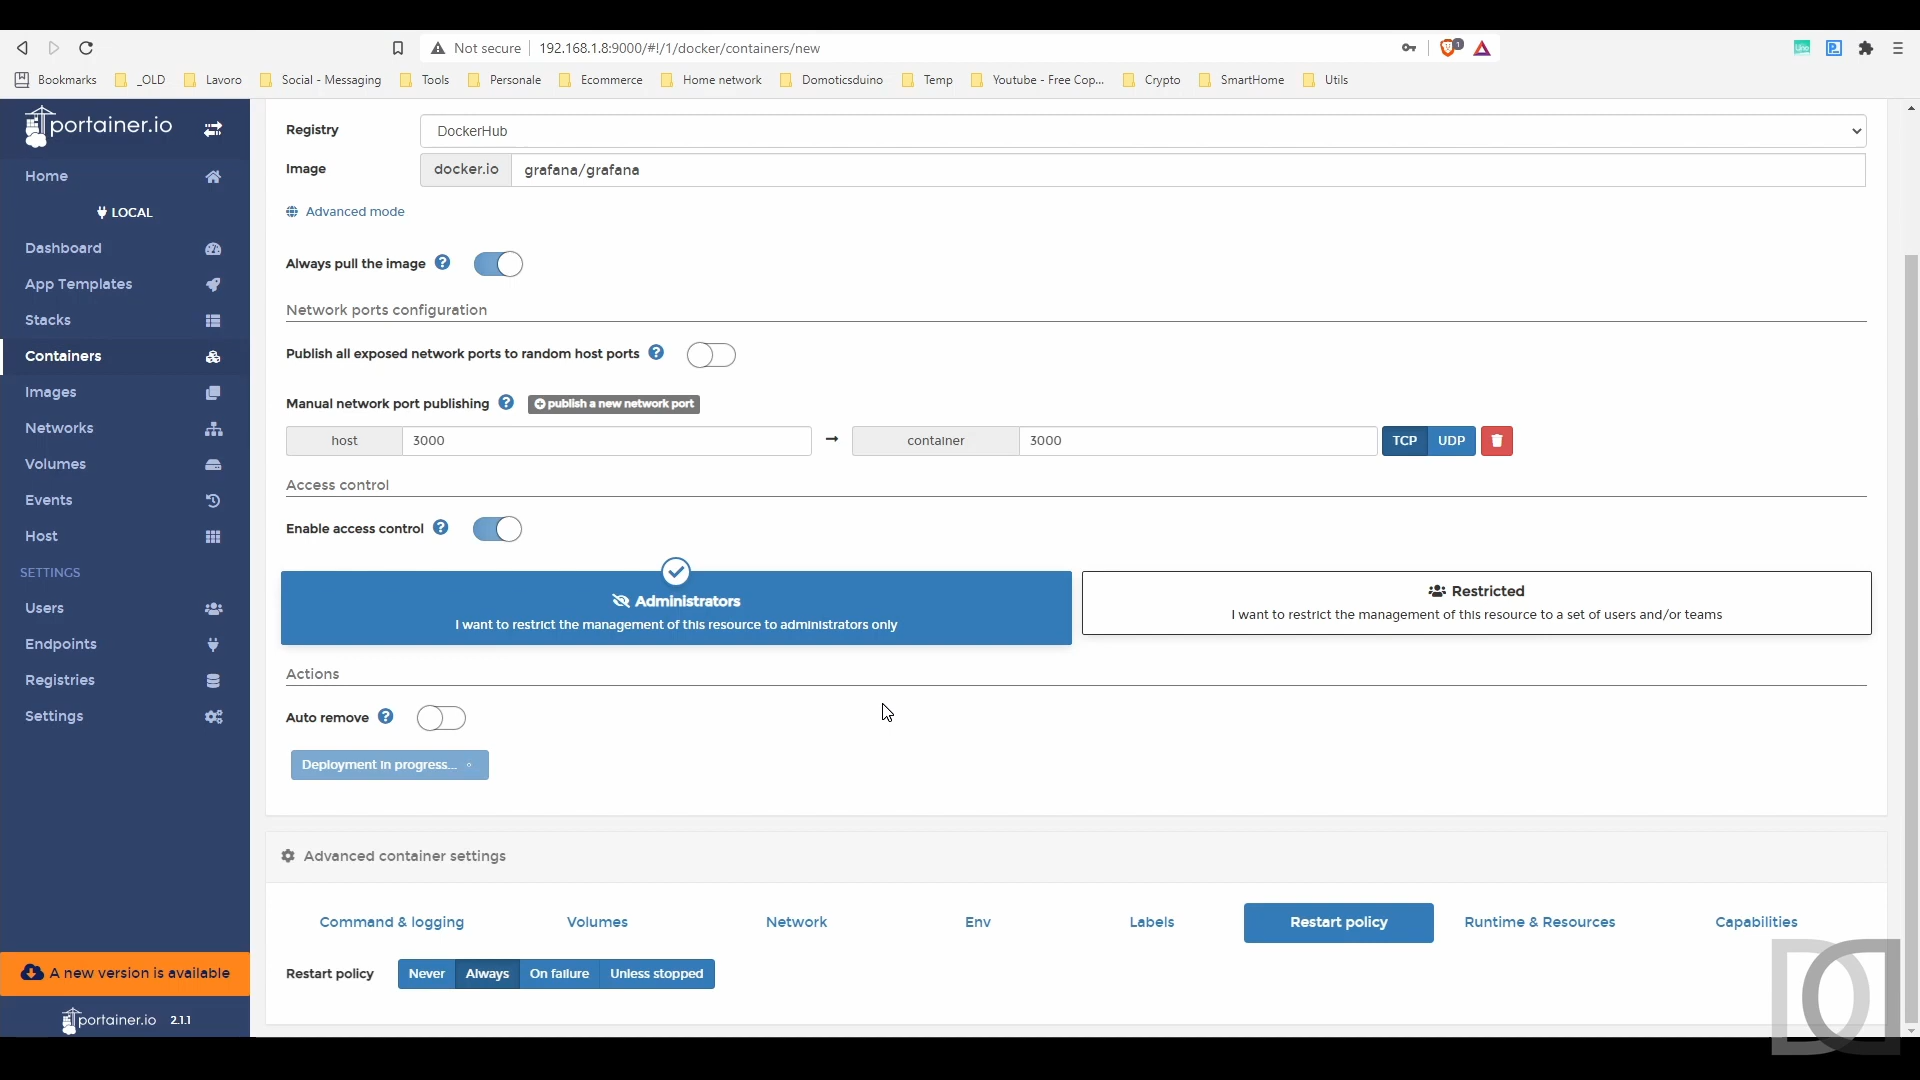 Not secure 192.168.1.8:9000/#!/1/docker/containers/new
Bookmarks _OLD Lavoro Social - Messaging Tools Personale Ecommerce Home network Domoticsduino Temp Youtube - Free Cop... Crypto SmartHome Utils
portainer.io
Home
LOCAL
Dashboard
App Templates
Stacks
Containers
Images
Networks
Volumes
Events
Host
SETTINGS
Users
Endpoints
Registries
Settings
A new version is available
portainer.io 2.1.1
Registry DockerHub
Image docker.io grafana/grafana
Advanced mode
Always pull the image
Network ports configuration
Publish all exposed network ports to random host ports
Manual network port publishing publish a new network port
host 3000 → container 3000 TCP UDP
Access control
Enable access control
Administrators
I want to restrict the management of this resource to administrators only
Restricted
I want to restrict the management of this resource to a set of users and/or teams
Actions
Auto remove
Deployment in progress...
Advanced container settings
Command & logging Volumes Network Env Labels Restart policy Runtime & Resources Capabilities
Restart policy Never Always On failure Unless stopped